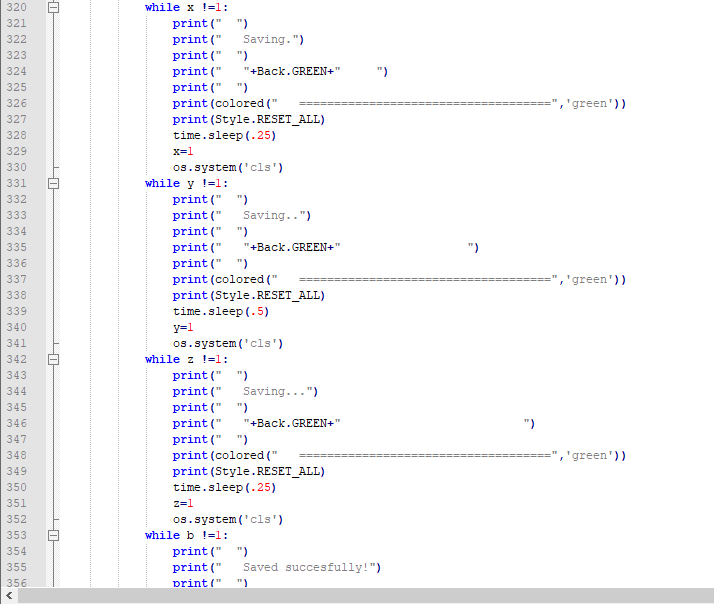 320 while x !=1:
321 print("  ")
322 print("   Saving.")
323 print("  ")
324 print("   "+Back.GREEN+"     ")
325 print("  ")
326 print(colored("   ====================================",'green'))
327 print(Style.RESET_ALL)
328 time.sleep(.25)
329 x=1
330 os.system('cls')
331 while y !=1:
332 print("  ")
333 print("   Saving..")
334 print("  ")
335 print("   "+Back.GREEN+"                  ")
336 print("  ")
337 print(colored("   ====================================",'green'))
338 print(Style.RESET_ALL)
339 time.sleep(.5)
340 y=1
341 os.system('cls')
342 while z !=1:
343 print("  ")
344 print("   Saving...")
345 print("  ")
346 print("   "+Back.GREEN+"                          ")
347 print("  ")
348 print(colored("   ====================================",'green'))
349 print(Style.RESET_ALL)
350 time.sleep(.25)
351 z=1
352 os.system('cls')
353 while b !=1:
354 print("  ")
355 print("   Saved succesfully!")
356 print("  ")